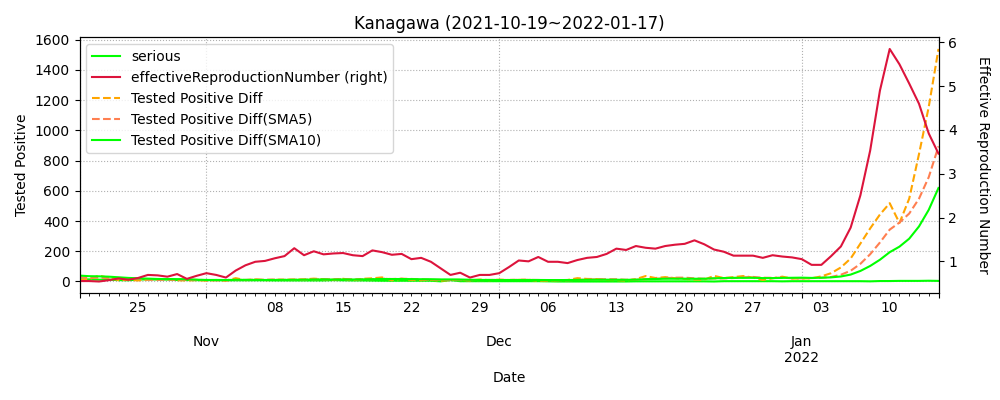 Kanagawa (2021-10-19~2022-01-17)
serious
effectiveReproductionNumber (right)
Tested Positive Diff
Tested Positive Diff(SMA5)
Tested Positive Diff(SMA10)
Tested Positive
1600
1400
1200
1000
800
600
400
200
0
6
5
4
3
2
1
Effective Reproduction Number
25 08 15 22 29 06 13 20 27 03 10
Nov Dec Jan
2022
Date